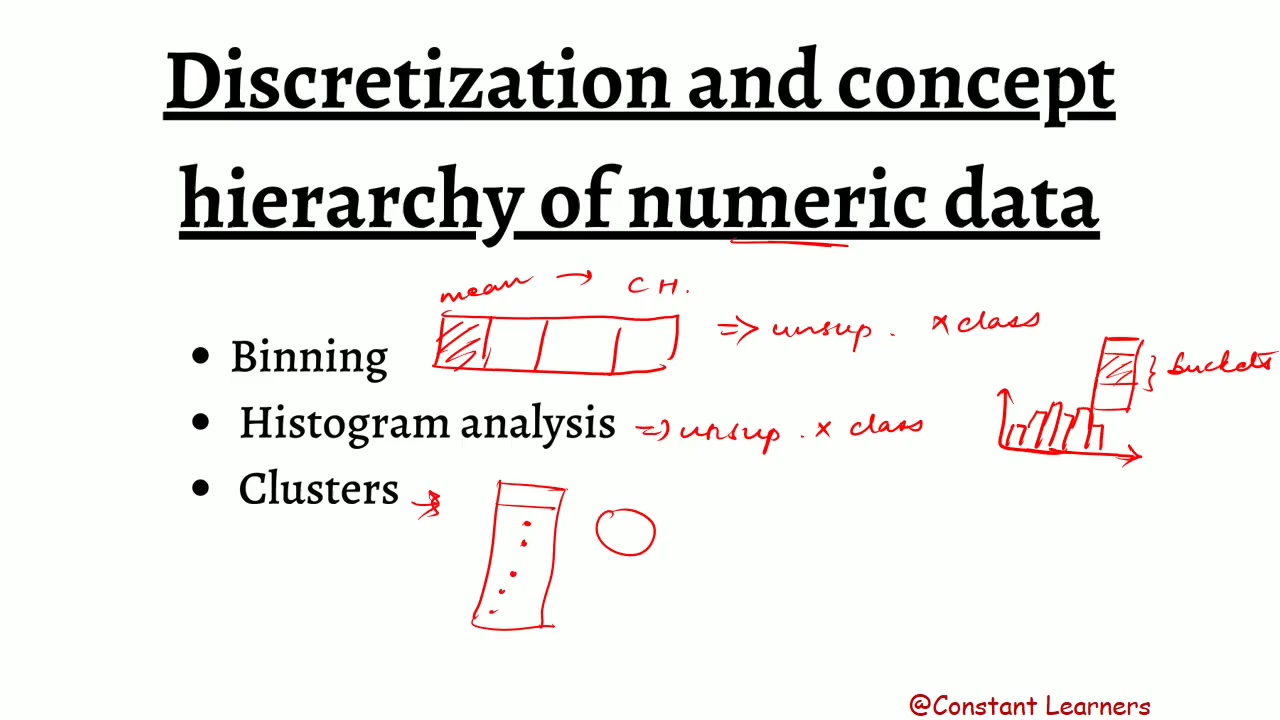 Discretization and concept
hierarchy of numeric data
mean → C H.
• Binning ⇒ unsup. × class
buckets
• Histogram analysis ⇒ unsup. × class
• Clusters →
@Constant Learners